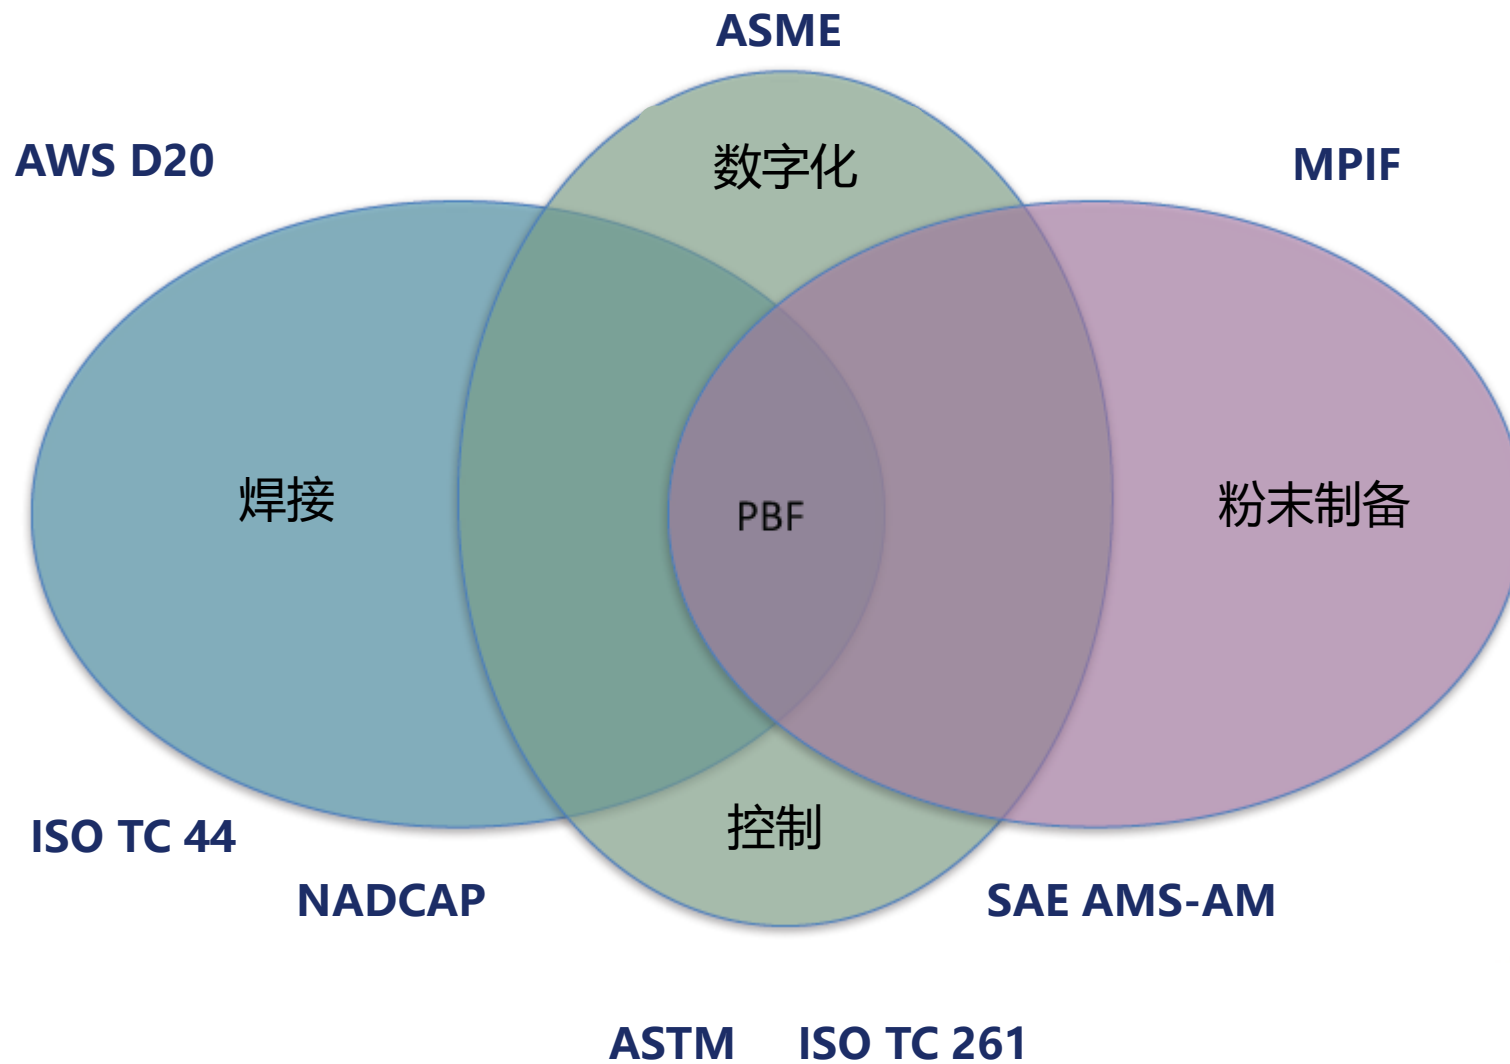 ASME
AWS D20
MPIF
数字化
焊接
PBF
粉末制备
控制
ISO TC 44
NADCAP
SAE AMS-AM
ASTM ISO TC 261